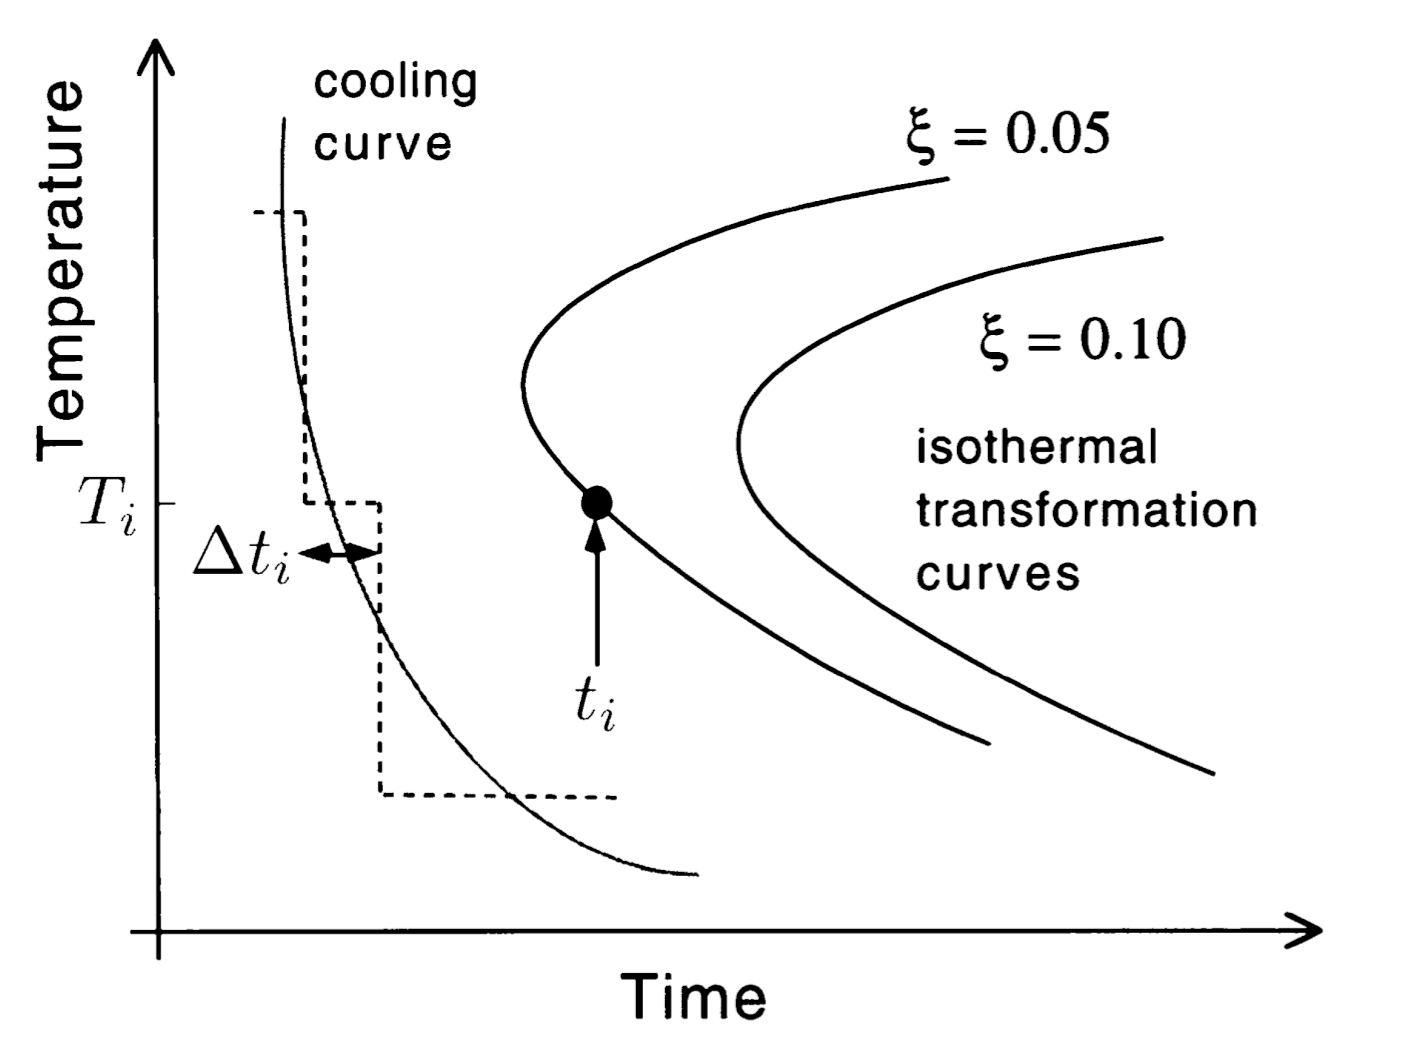 cooling
curve
ξ = 0.05
ξ = 0.10
isothermal
transformation
curves
Temperature
T_i
Δt_i
t_i
Time